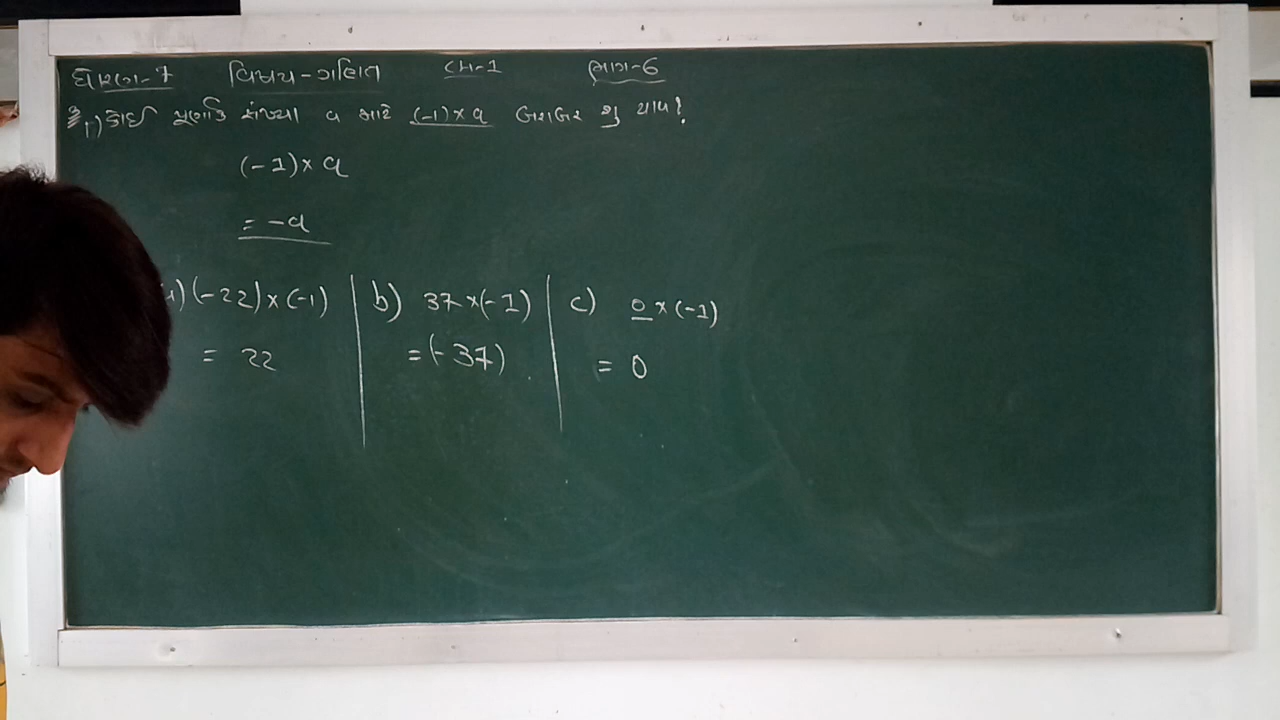 ધોરણ-7 વિષય-ગણિત CH-1 ભાગ-6
1) કોઈ પૂર્ણાંક સંખ્યા a માટે (-1)×a બરાબર શું થાય?
(-1)×a
= -a
(-22)×(-1) b) 37×(-1) c) 0×(-1)
= 22 =(-37) = 0